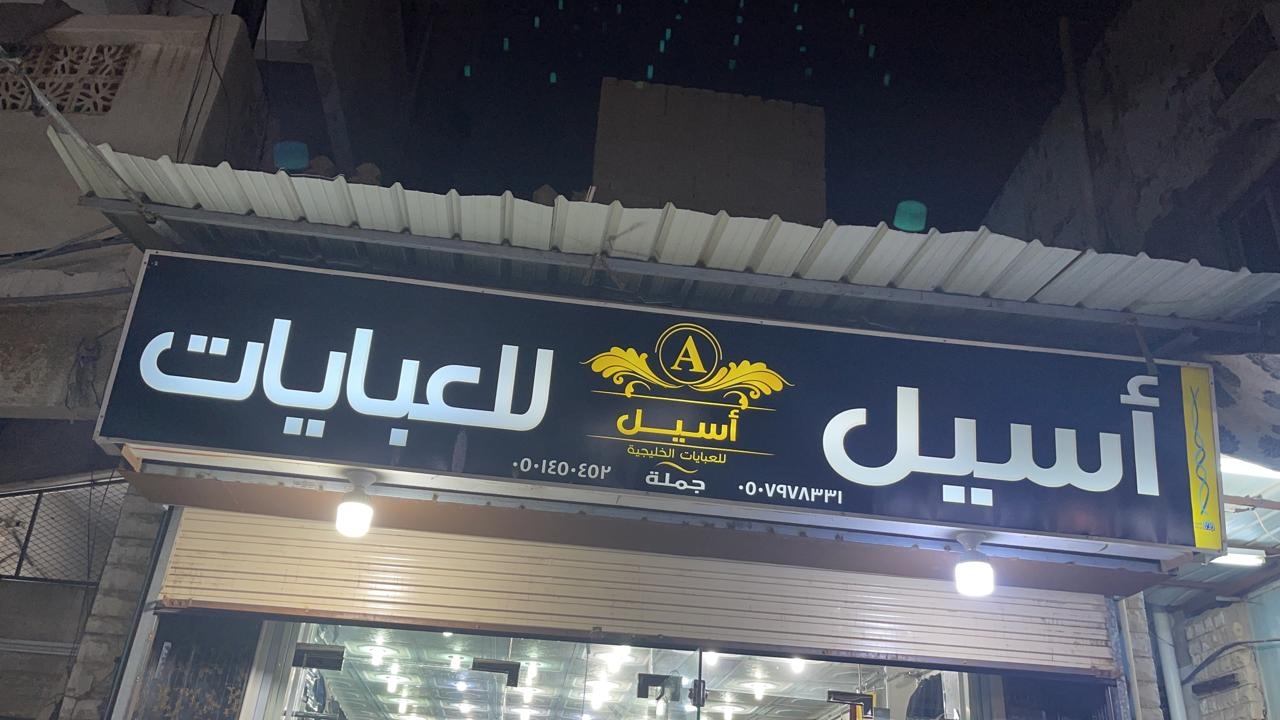 أسيل
A
أسيل
للعبايات الخليجية
جملة
٠٥٠٧٩٧٨٣٣١
٠٥٠١٤٥٠٤٥٢
للعبايات